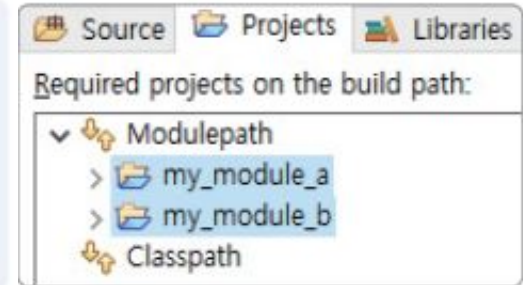 Source Projects Libraries
Required projects on the build path:
Modulepath
my_module_a
my_module_b
Classpath